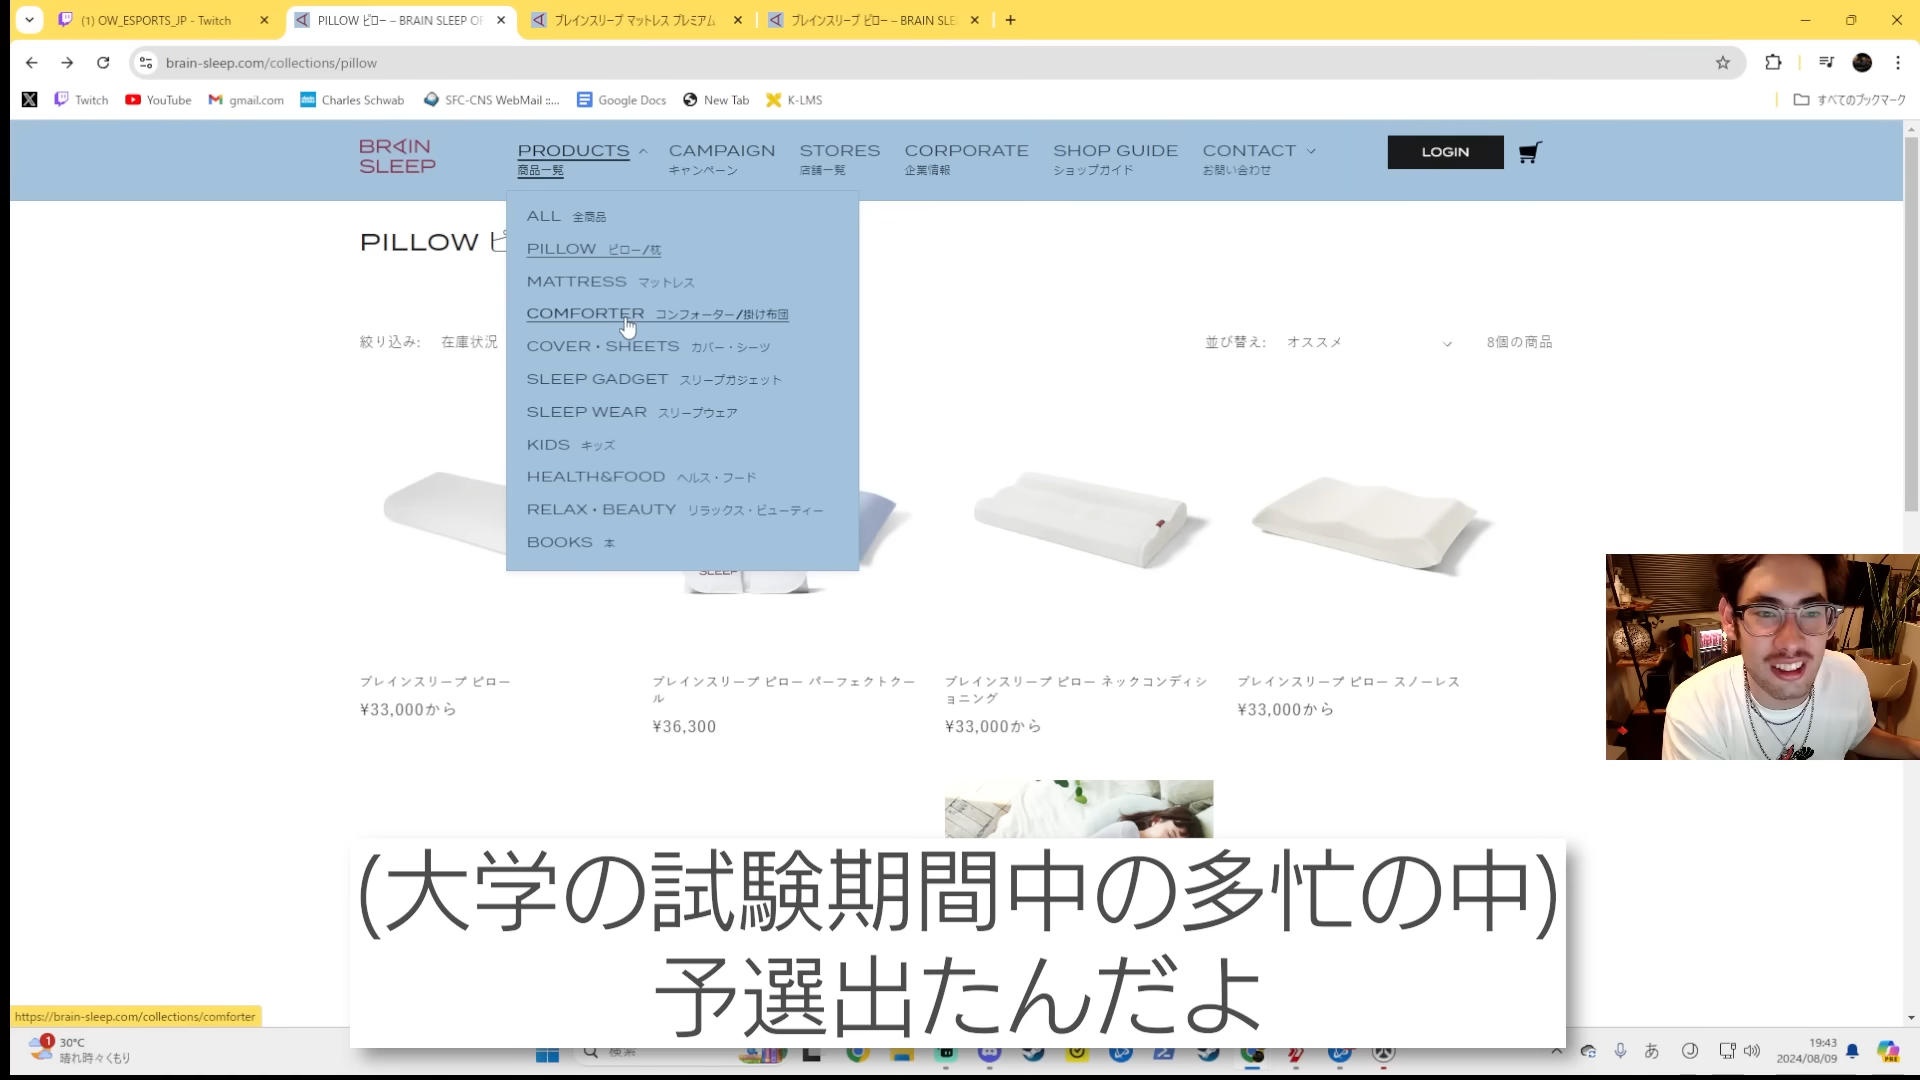 (1) OW_ESPORTS_JP - Twitch
PILLOW ピロー – BRAIN SLEEP OF
ブレインスリープ マットレス プレミアム
ブレインスリープ ピロー – BRAIN SLE
brain-sleep.com/collections/pillow
Twitch
YouTube
gmail.com
Charles Schwab
SFC-CNS WebMail ::...
Google Docs
New Tab
K-LMS
すべてのブックマーク
BRAIN
SLEEP
PRODUCTS
商品一覧
CAMPAIGN
キャンペーン
STORES
店舗一覧
CORPORATE
企業情報
SHOP GUIDE
ショップガイド
CONTACT
お問い合わせ
LOGIN
PILLOW
ALL 全商品
PILLOW ピロー/枕
MATTRESS マットレス
COMFORTER コンフォーター/掛け布団
COVER・SHEETS カバー・シーツ
SLEEP GADGET スリープガジェット
SLEEP WEAR スリープウェア
KIDS キッズ
HEALTH&FOOD ヘルス・フード
RELAX・BEAUTY リラックス・ビューティー
BOOKS 本
絞り込み: 在庫状況
並び替え: オススメ
8個の商品
SLEEP
ブレインスリープ ピロー
¥33,000から
ブレインスリープ ピロー パーフェクトクー
ル
¥36,300
ブレインスリープ ピロー ネックコンディシ
ョニング
¥33,000から
ブレインスリープ ピロー スノーレス
¥33,000から
(大学の試験期間中の多忙の中)
予選出たんだよ
https://brain-sleep.com/collections/comforter
1
30°C
晴れ時々くもり
検索
あ
19:43
2024/08/09